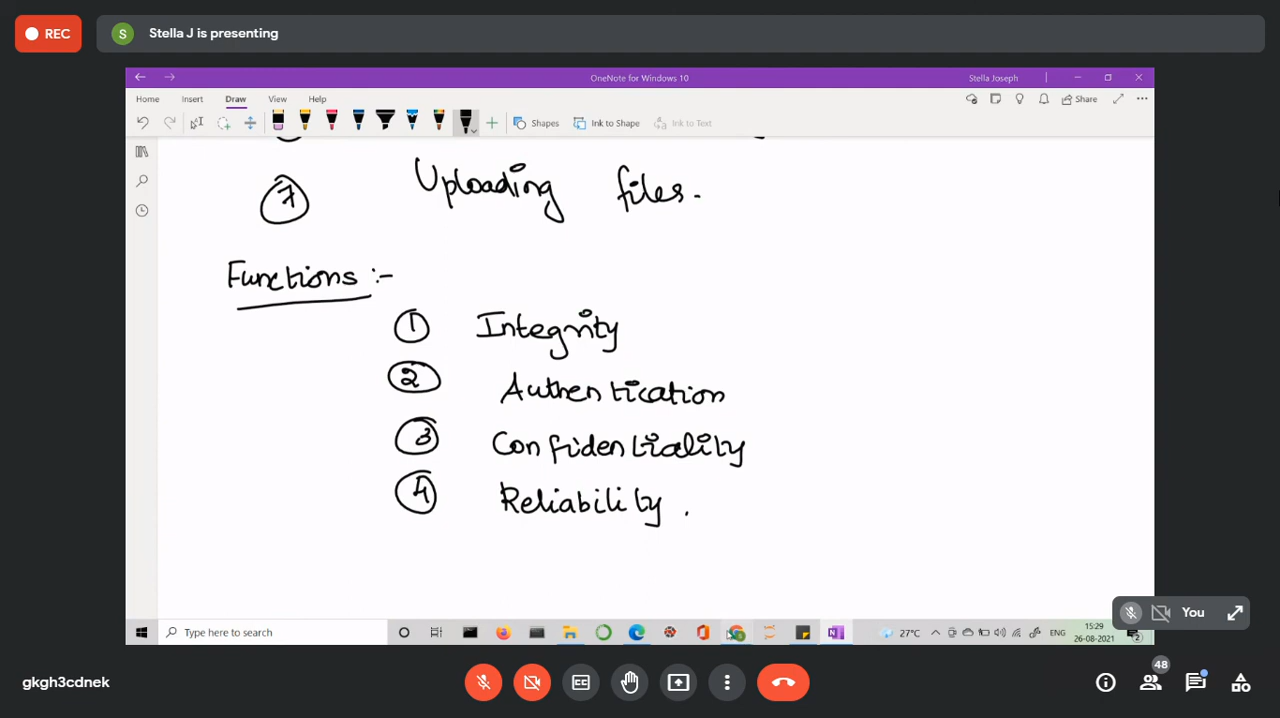 REC
S Stella J is presenting
OneNote for Windows 10
Stella Joseph
Home Insert Draw View Help
Share
Shapes Ink to Shape Ink to Text
7 Uploading files.
Functions :-
1 Integrity
2 Authentication
3 Confidentiality
4 Reliability .
You
Type here to search
27°C ENG 15:29
26-08-2021 2
gkgh3cdnek
CC
48